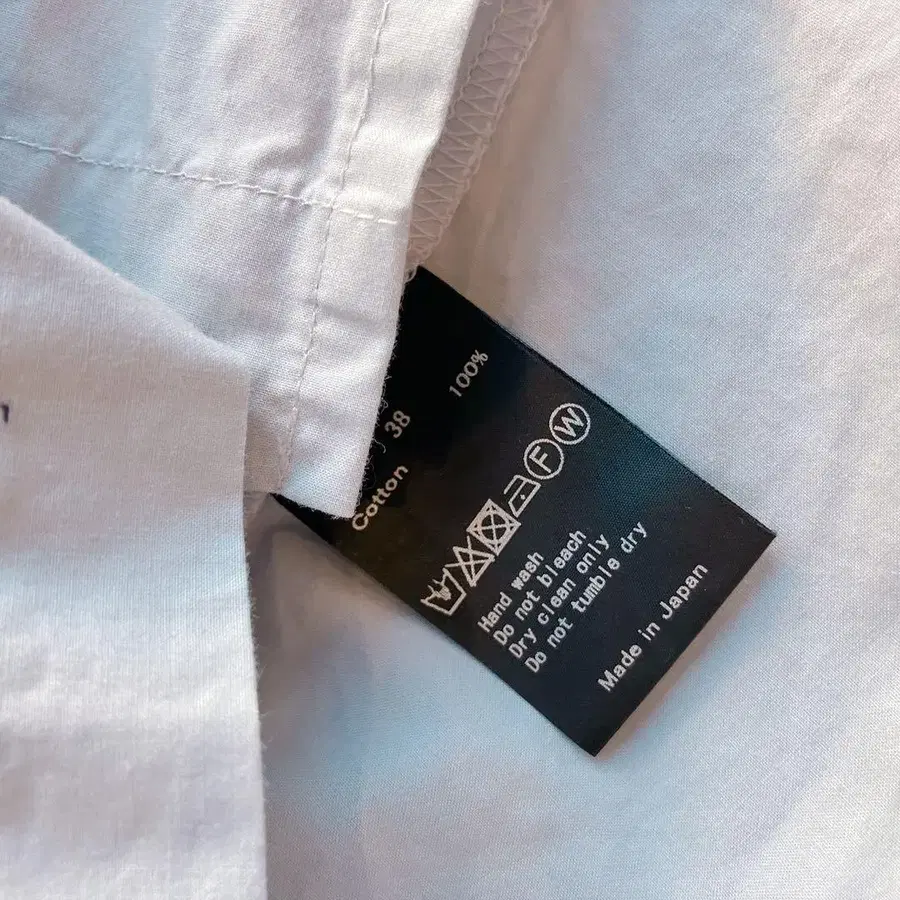 38
Cotton 100%
F W
Hand wash
Do not bleach
Dry clean only
Do not tumble dry
Made in Japan